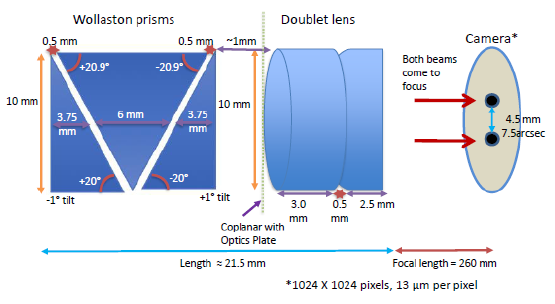 Wollaston prisms
Doublet lens
Camera*
0.5 mm
0.5 mm
~1mm
+20.9°
-20.9°
Both beams
come to
focus
10 mm
3.75
mm
6 mm
3.75
mm
10 mm
4.5 mm
7.5arcsec
+20°
-20°
-1° tilt
+1° tilt
3.0
mm
0.5
mm
2.5 mm
Coplanar with
Optics Plate
Length ≈ 21.5 mm
Focal length = 260 mm
*1024 X 1024 pixels, 13 µm per pixel